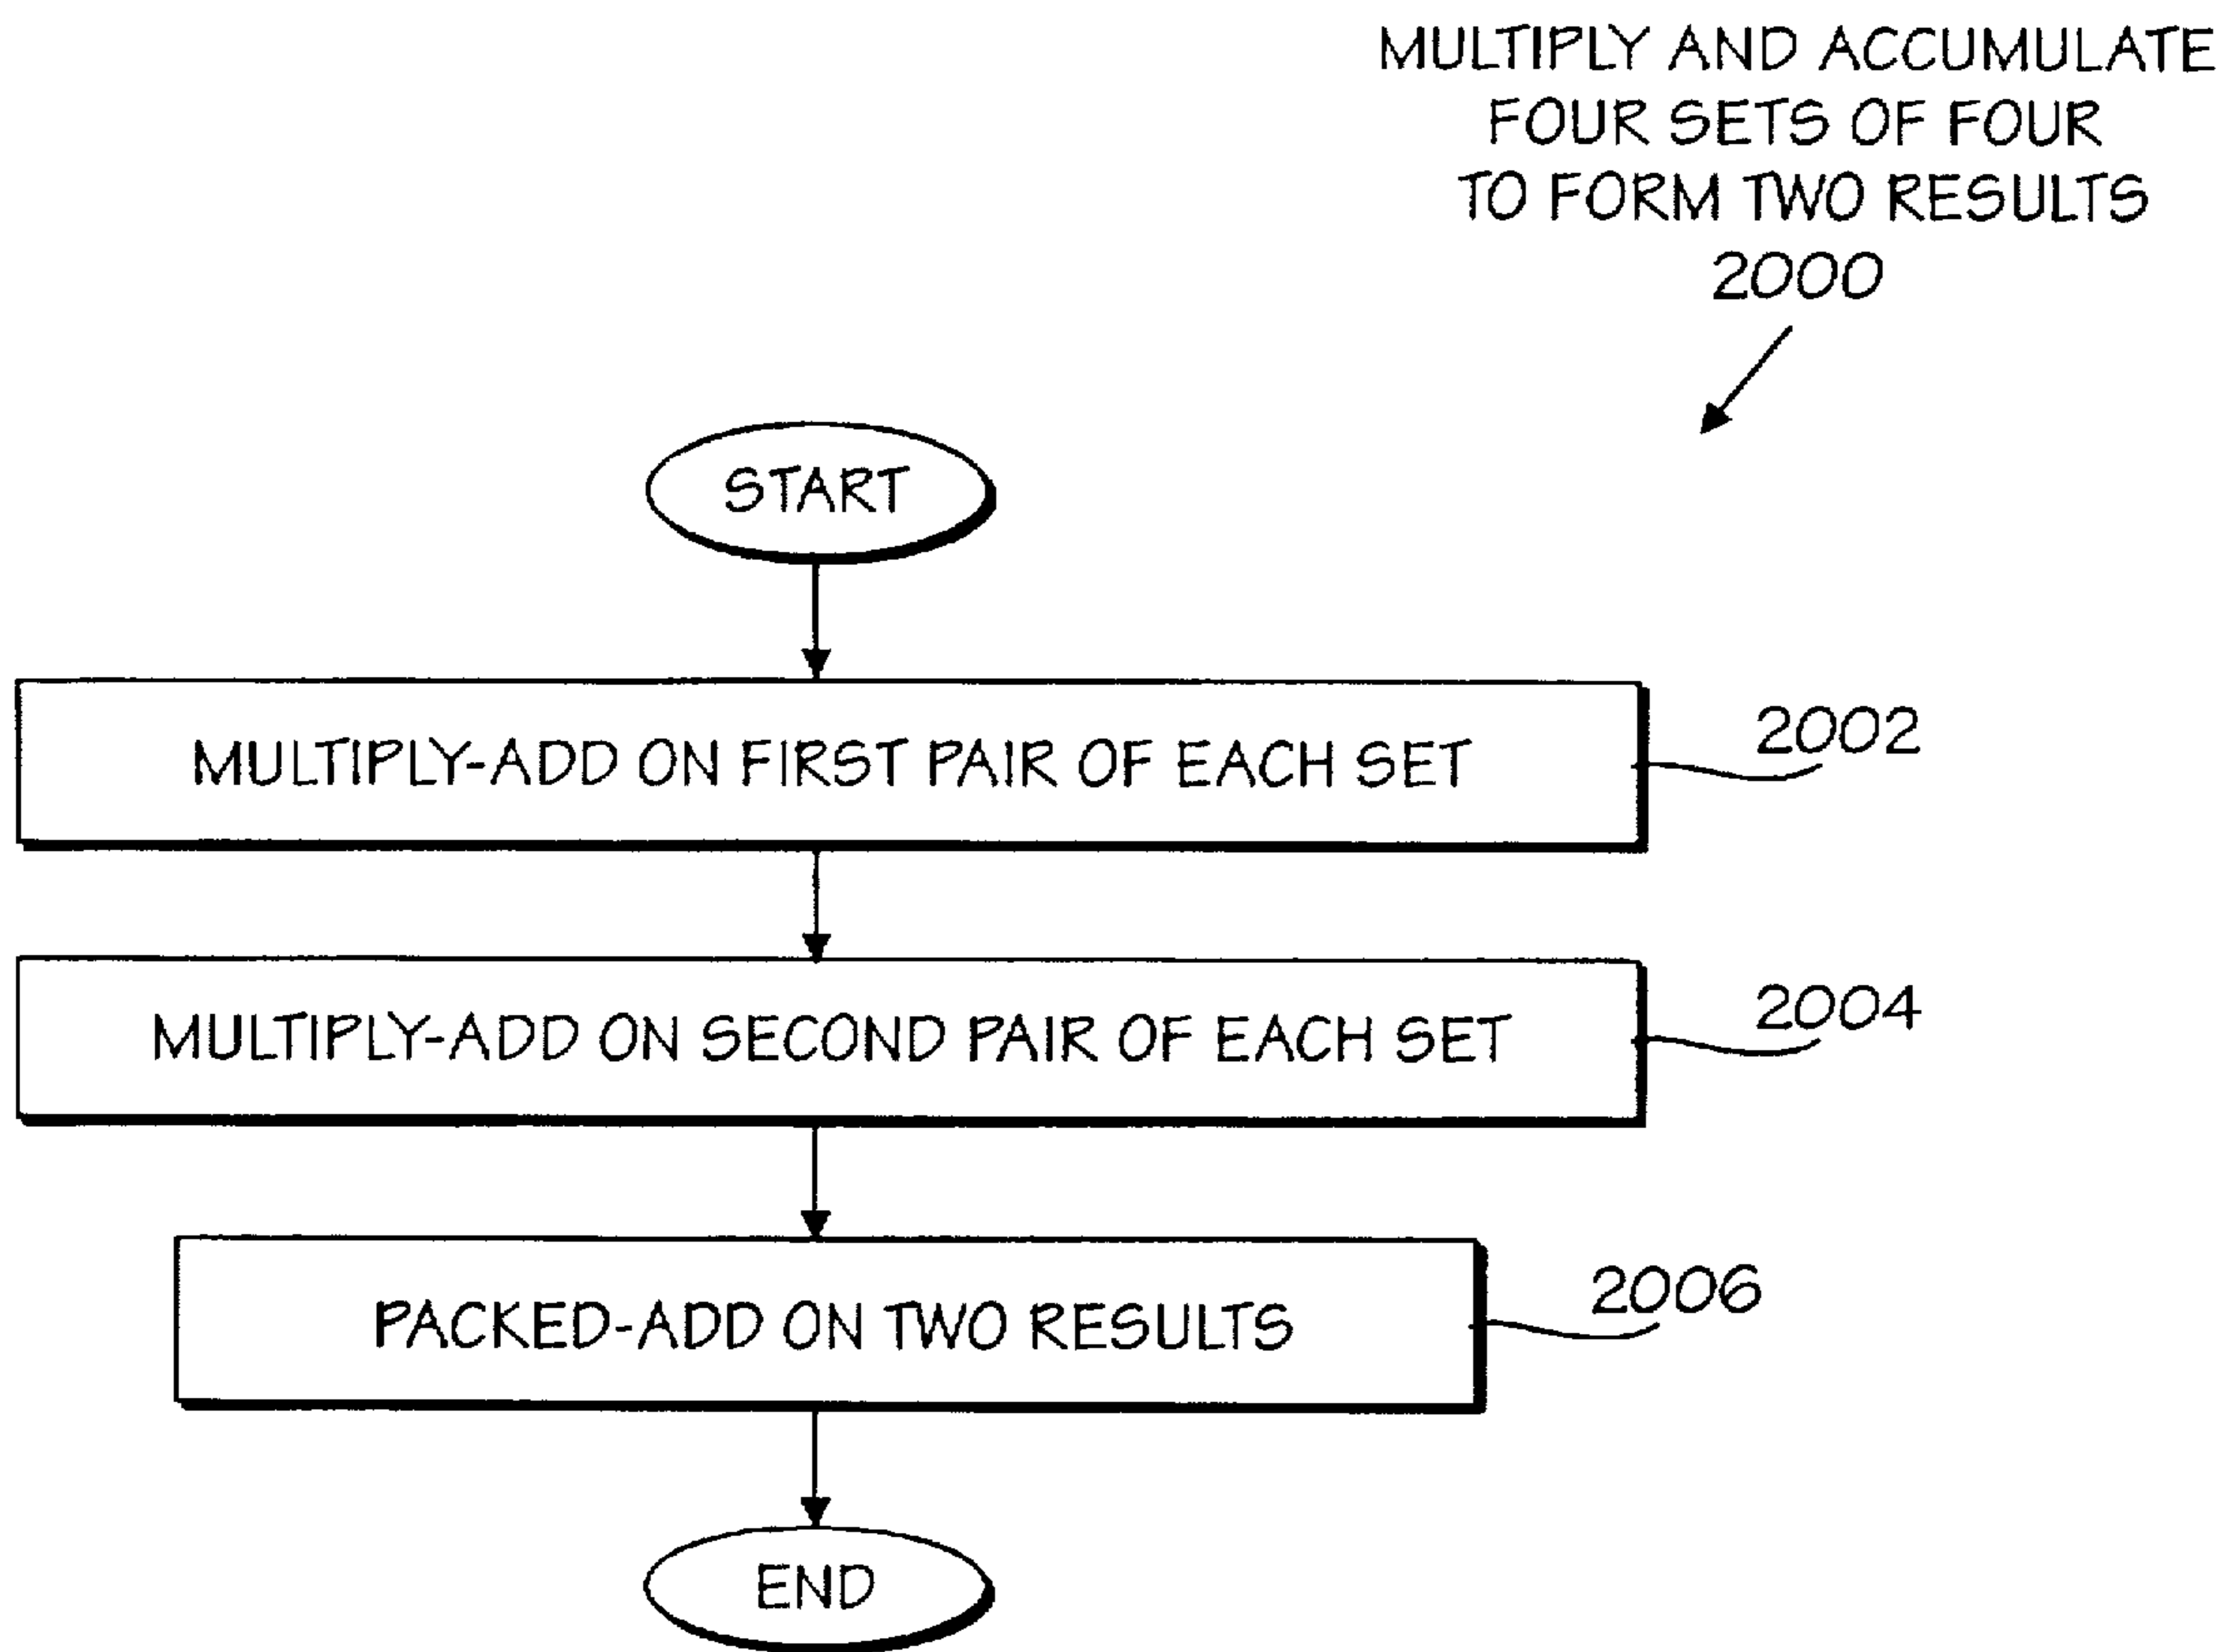 MULTIPLY AND ACCUMULATE
FOUR SETS OF FOUR
TO FORM TWO RESULTS
2000
START
MULTIPLY-ADD ON FIRST PAIR OF EACH SET
2002
MULTIPLY-ADD ON SECOND PAIR OF EACH SET
2004
PACKED-ADD ON TWO RESULTS
2006
END